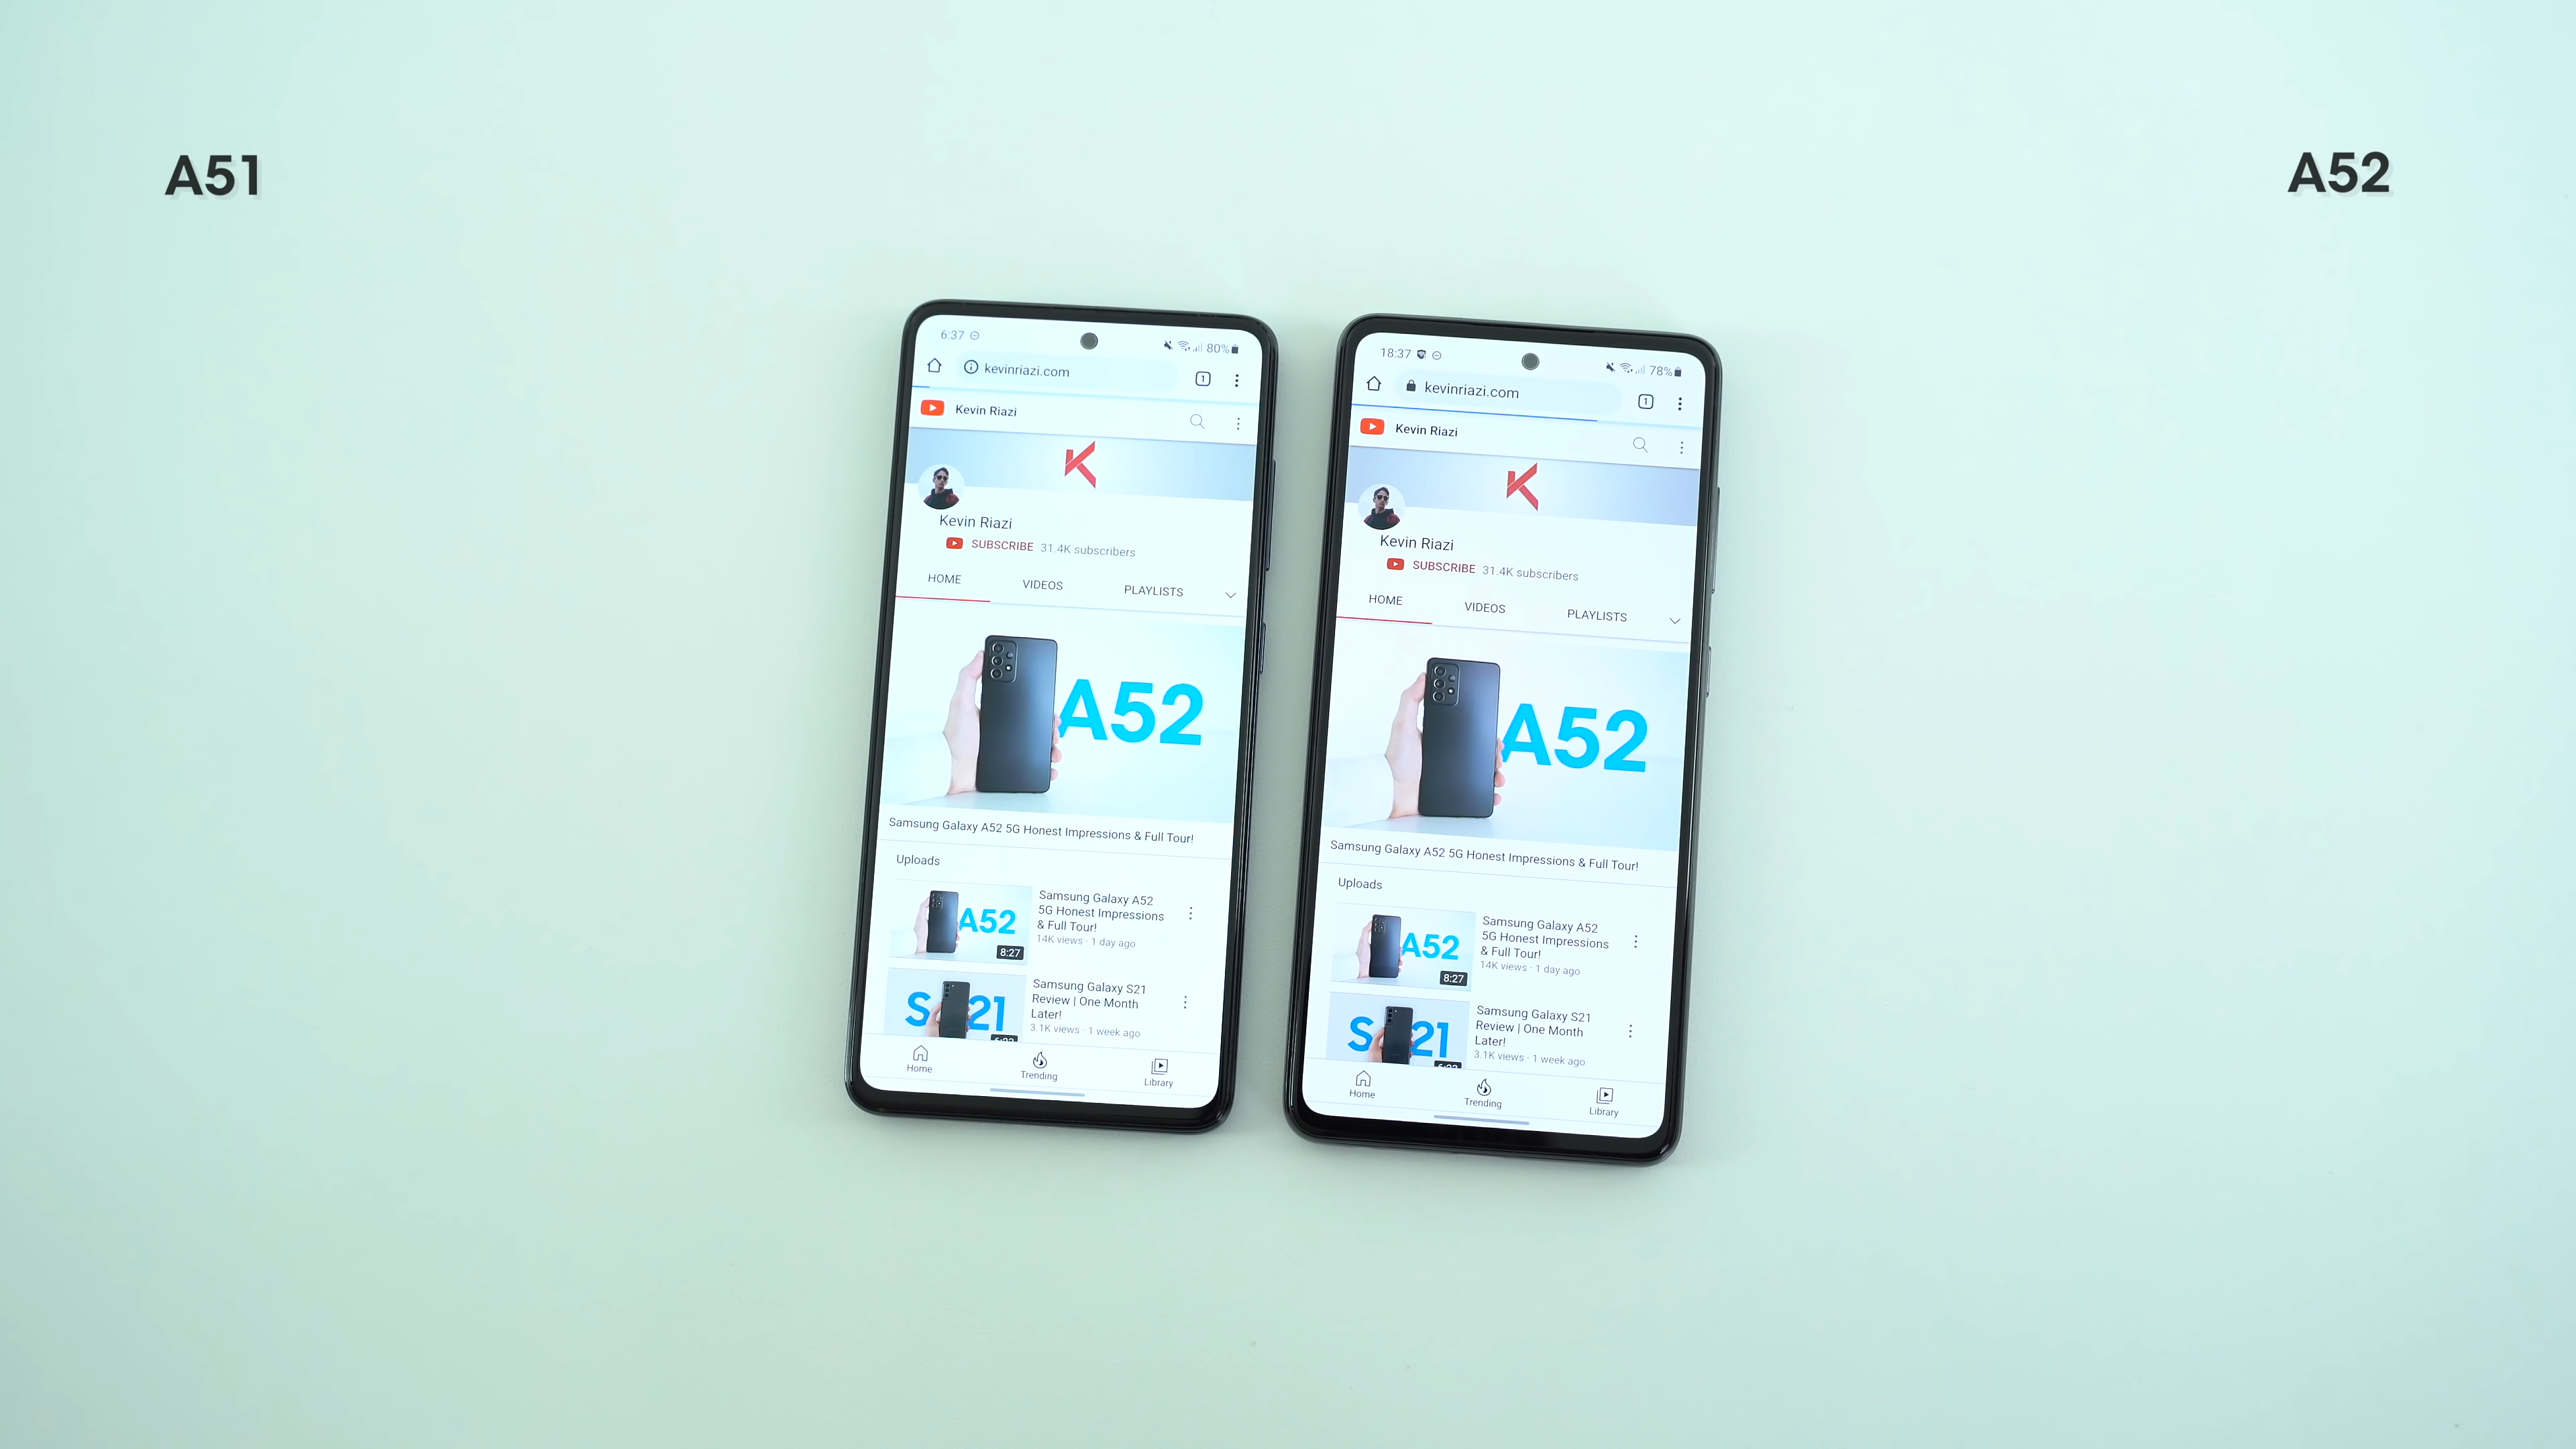 A51
A52
6:37
80%
kevinriazi.com
1
Kevin Riazi
Kevin Riazi
SUBSCRIBE 31.4K subscribers
HOME
VIDEOS
PLAYLISTS
A52
Samsung Galaxy A52 5G Honest Impressions & Full Tour!
Uploads
A52
8:27
Samsung Galaxy A52
5G Honest Impressions
& Full Tour!
14K views · 1 day ago
S21
Samsung Galaxy S21
Review | One Month
Later!
3.1K views · 1 week ago
Home
Trending
Library
18:37
78%
kevinriazi.com
1
Kevin Riazi
Kevin Riazi
SUBSCRIBE 31.4K subscribers
HOME
VIDEOS
PLAYLISTS
A52
Samsung Galaxy A52 5G Honest Impressions & Full Tour!
Uploads
A52
8:27
Samsung Galaxy A52
5G Honest Impressions
& Full Tour!
14K views · 1 day ago
S21
Samsung Galaxy S21
Review | One Month
Later!
3.1K views · 1 week ago
Home
Trending
Library